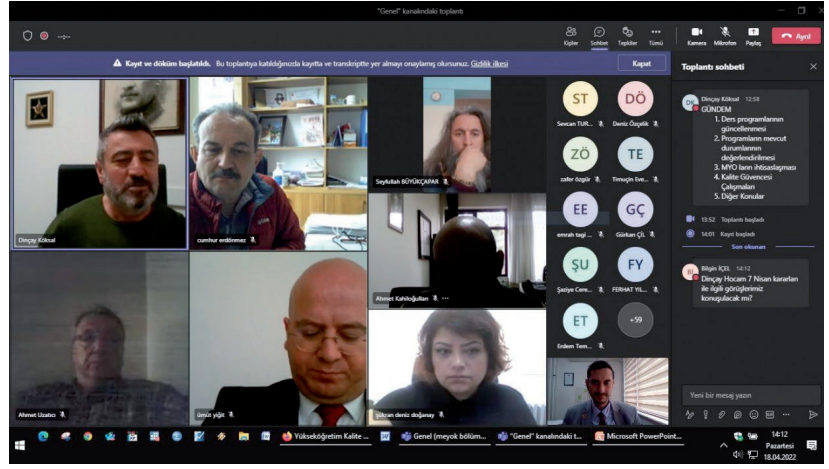 "Genel" kanalındaki toplantı
--:--
Kişiler
Sohbet
Tepkiler
Tümü
Kamera
Mikrofon
Paylaş
Ayrıl
Kayıt ve döküm başlatıldı. Bu toplantıya katıldığınızda kayıtta ve transkriptte yer almayı onaylamış olursunuz. Gizlilik ilkesi
Kapat
Dinçay Köksal
cumhur erdönmez
Seyfullah BÜYÜKÇAPAR
Ahmet Kahiloğulları
Ahmet Uzatıcı
ümüt yiğit
şükran deniz doğanay
ST
Sevcan TUR...
DÖ
Deniz Özçelik
ZÖ
zafer özgür
TE
Timuçin Eve...
EE
emrah tagi ...
GÇ
Gürkan ÇİL
ŞU
Şaziye Cere...
FY
FERHAT YIL...
ET
Erdem Tem...
+59
Toplantı sohbeti
DK
Dinçay Köksal 12:58
GÜNDEM
1. Ders programlarının
güncellenmesi
2. Programların mevcut
durumlarının
değerlendirilmesi
3. MYO ların ihtisaslaşması
4. Kalite Güvencesi
Çalışmaları
5. Diğer Konular
13:52 Toplantı başladı
14:01 Kayıt başladı
Son okunan
Bİ
Bilgin İÇEL 14:12
Dinçay Hocam 7 Nisan kararları
ile ilgili görüşlerimiz
konuşulacak mı?
Yeni bir mesaj yazın
Yükseköğretim Kalite ...
Genel (meyok bölüm...
"Genel" kanalındaki t...
Microsoft PowerPoint...
14:12
Pazartesi
18.04.2022